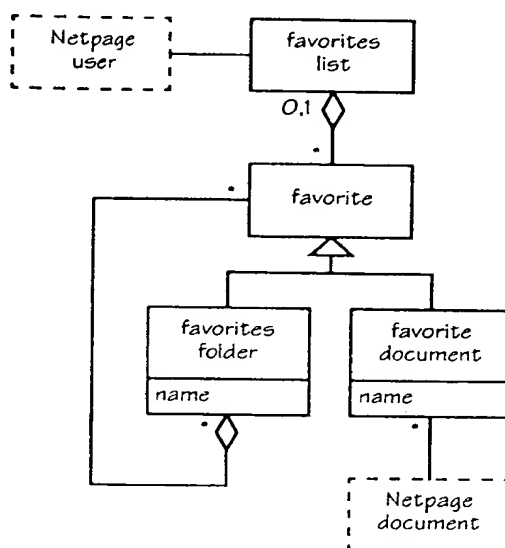 Netpage
user
favorites
list
0,1
*
*
favorite
favorites
folder
name
favorite
document
name
*
*
Netpage
document